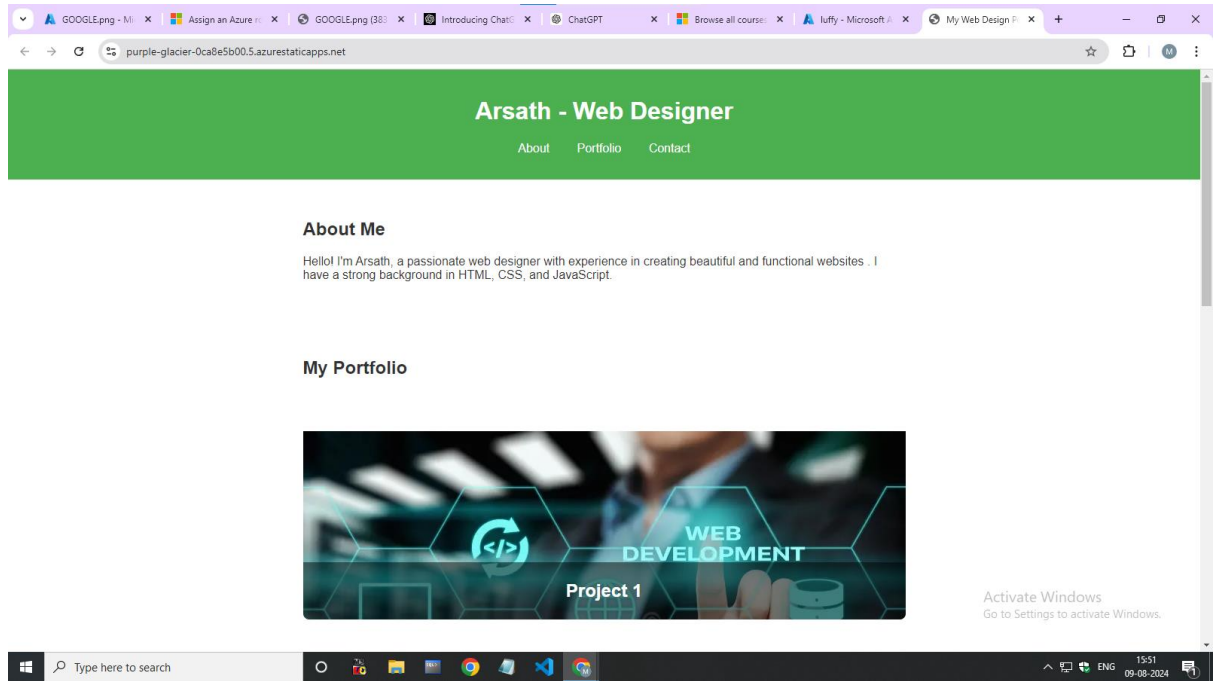 GOOGLE.png - Mi
Assign an Azure ro
GOOGLE.png (383
Introducing ChatG
ChatGPT
Browse all courses
luffy - Microsoft A
My Web Design P
purple-glacier-0ca8e5b00.5.azurestaticapps.net
M
Arsath - Web Designer
About Portfolio Contact
About Me
Hello! I'm Arsath, a passionate web designer with experience in creating beautiful and functional websites . I
have a strong background in HTML, CSS, and JavaScript.
My Portfolio
</>
WEB
DEVELOPMENT
Project 1
Activate Windows
Go to Settings to activate Windows.
Type here to search
ENG
15:51
09-08-2024